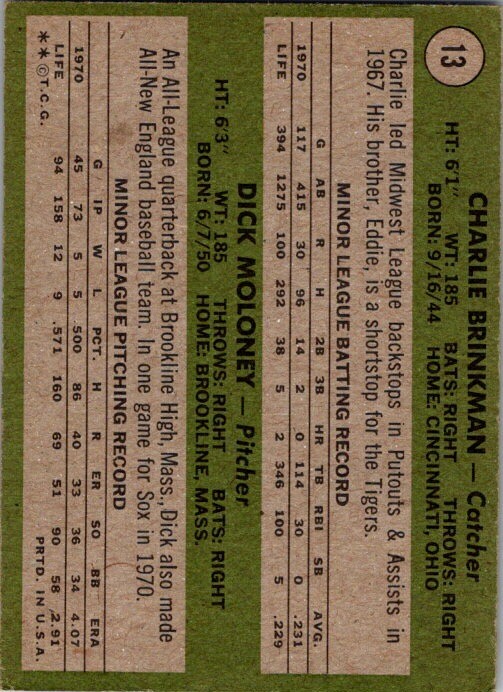 13
CHARLIE BRINKMAN — Catcher
HT: 6'1" WT: 185 BATS: RIGHT THROWS: RIGHT
BORN: 9/16/44 HOME: CINCINNATI, OHIO
Charlie led Midwest League backstops in Putouts & Assists in
1967. His brother, Eddie, is a shortstop for the Tigers.
MINOR LEAGUE BATTING RECORD
G AB R H 2B 3B HR TB RBI SB AVG.
1970 117 415 30 96 14 2 0 114 30 0 .231
LIFE 394 1275 100 292 38 5 2 346 100 5 .229
DICK MOLONEY — Pitcher
HT: 6'3" WT: 185 THROWS: RIGHT BATS: RIGHT
BORN: 6/7/50 HOME: BROOKLINE, MASS.
An All-League quarterback at Brookline High, Mass., Dick also made
All-New England baseball team. In one game for Sox in 1970.
MINOR LEAGUE PITCHING RECORD
G IP W L PCT. H R ER SO BB ERA
1970 45 73 5 5 .500 86 40 33 36 34 4.07
LIFE 94 158 12 9 .571 160 69 51 90 58 2.91
**©T.C.G. PRTD. IN U.S.A.